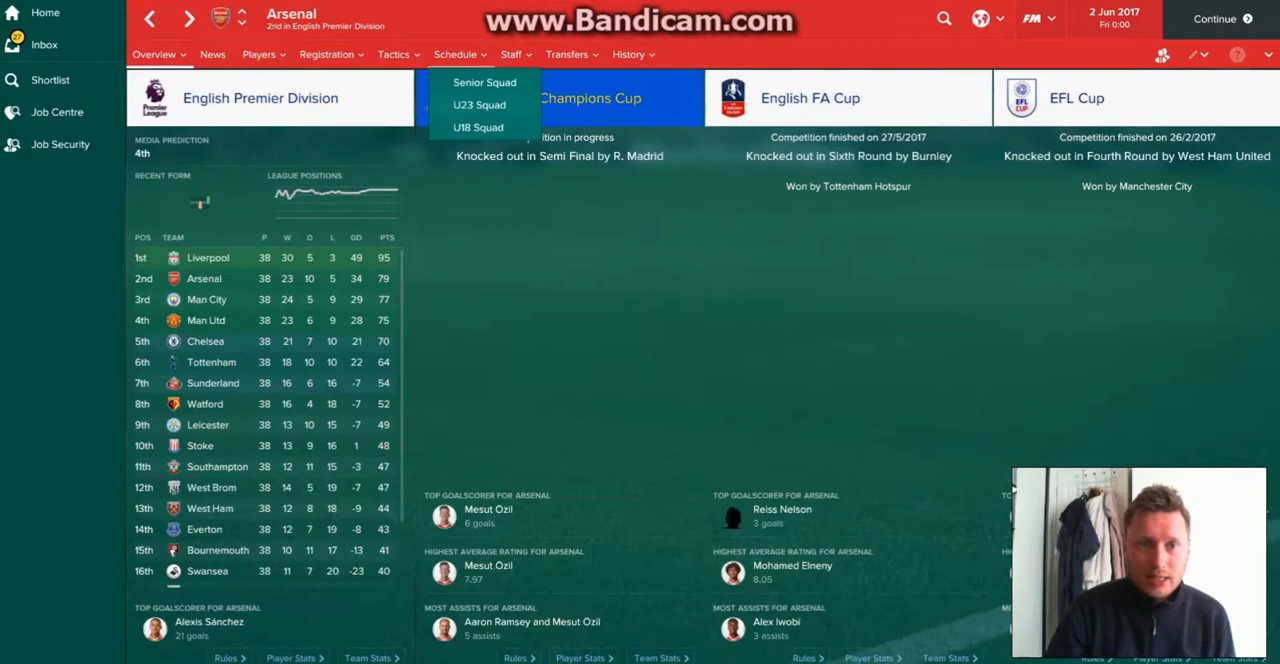 Home
27
Inbox
Shortlist
Job Centre
Job Security
Arsenal
2nd in English Premier Division
www.Bandicam.com
FM
2 Jun 2017
Fri 0:00
Continue
Overview
News
Players
Registration
Tactics
Schedule
Staff
Transfers
History
?
Senior Squad
U23 Squad
U18 Squad
Premier League
English Premier Division
Champions Cup
English FA Cup
EFL
EFL Cup
MEDIA PREDICTION
4th
RECENT FORM
LEAGUE POSITIONS
POS TEAM P W D L GD PTS
1st Liverpool 38 30 5 3 49 95
2nd Arsenal 38 23 10 5 34 79
3rd Man City 38 24 5 9 29 77
4th Man Utd 38 23 6 9 28 75
5th Chelsea 38 21 7 10 21 70
6th Tottenham 38 18 10 10 22 64
7th Sunderland 38 16 6 16 -7 54
8th Watford 38 16 4 18 -7 52
9th Leicester 38 13 10 15 -7 49
10th Stoke 38 13 9 16 1 48
11th Southampton 38 12 11 15 -3 47
12th West Brom 38 14 5 19 -7 47
13th West Ham 38 12 8 18 -9 44
14th Everton 38 12 7 19 -8 43
15th Bournemouth 38 10 11 17 -13 41
16th Swansea 38 11 7 20 -23 40
TOP GOALSCORER FOR ARSENAL
Alexis Sánchez
21 goals
Rules
Player Stats
Team Stats
in progress
Knocked out in Semi Final by R. Madrid
TOP GOALSCORER FOR ARSENAL
Mesut Özil
6 goals
HIGHEST AVERAGE RATING FOR ARSENAL
Mesut Özil
7.97
MOST ASSISTS FOR ARSENAL
Aaron Ramsey and Mesut Özil
5 assists
Rules
Player Stats
Team Stats
Competition finished on 27/5/2017
Knocked out in Sixth Round by Burnley
Won by Tottenham Hotspur
TOP GOALSCORER FOR ARSENAL
Reiss Nelson
3 goals
HIGHEST AVERAGE RATING FOR ARSENAL
Mohamed Elneny
8.05
MOST ASSISTS FOR ARSENAL
Alex Iwobi
3 assists
Rules
Player Stats
Team Stats
Competition finished on 26/2/2017
Knocked out in Fourth Round by West Ham United
Won by Manchester City